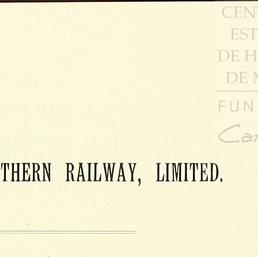 CENT
EST
DE H
DE M
FUN
Car
THERN RAILWAY, LIMITED.